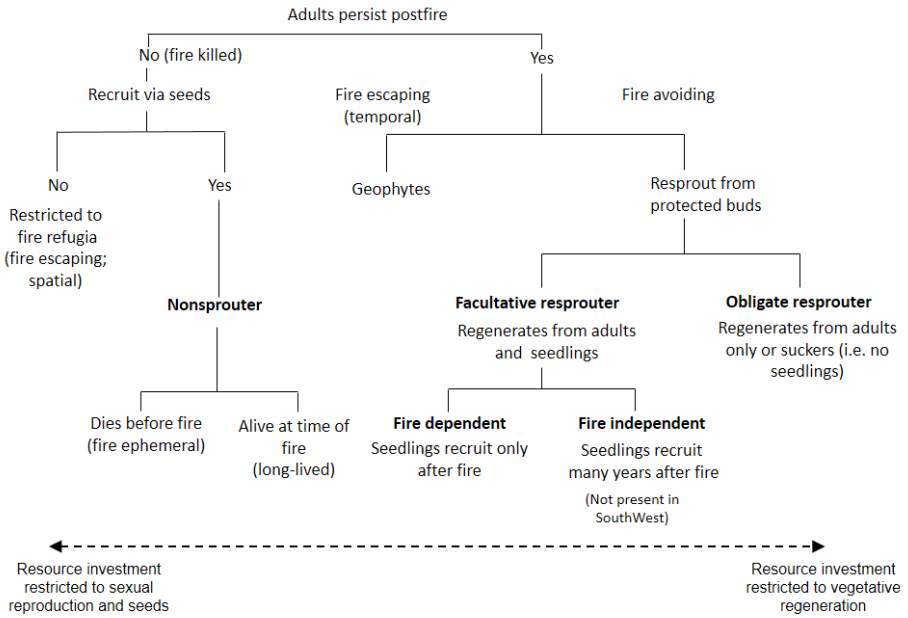 Adults persist postfire
No (fire killed)
Yes
Recruit via seeds
Fire escaping
(temporal)
Fire avoiding
No
Yes
Geophytes
Resprout from
protected buds
Restricted to
fire refugia
(fire escaping;
spatial)
Nonsprouter
Facultative resprouter
Regenerates from adults
and seedlings
Obligate resprouter
Regenerates from adults
only or suckers (i.e. no
seedlings)
Dies before fire
(fire ephemeral)
Alive at time of
fire
(long-lived)
Fire dependent
Seedlings recruit only
after fire
Fire independent
Seedlings recruit
many years after fire
(Not present in
SouthWest)
Resource investment
restricted to sexual
reproduction and seeds
Resource investment
restricted to vegetative
regeneration